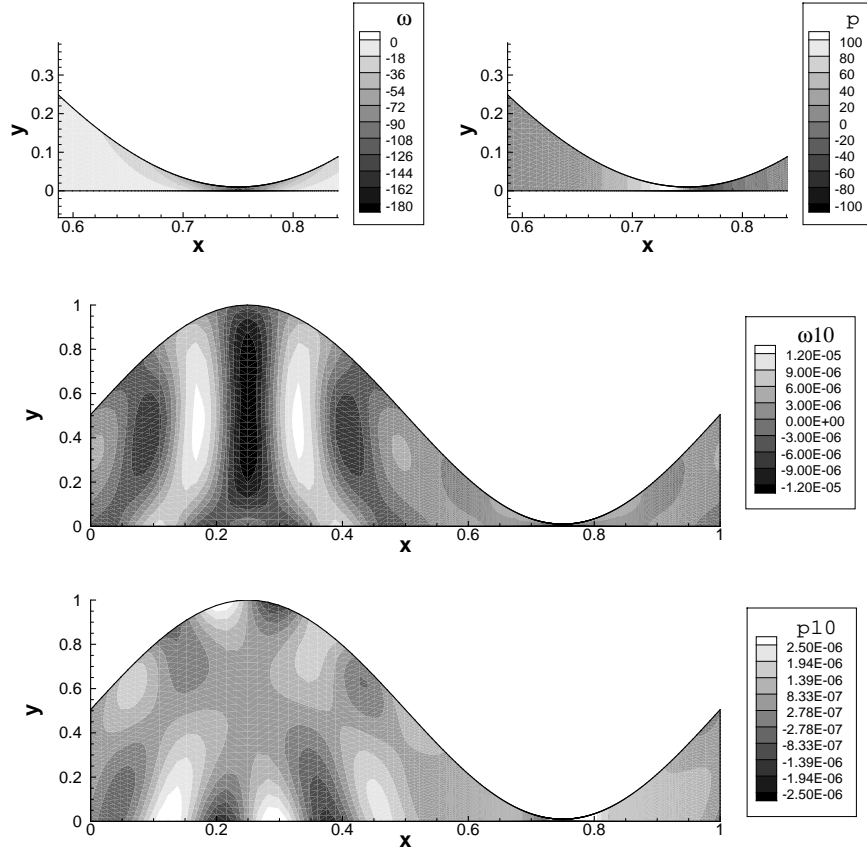 ω
0
-18
-36
-54
-72
-90
-108
-126
-144
-162
-180
y
0.3
0.2
0.1
0
0.6 0.7 0.8
x
p
100
80
60
40
20
0
-20
-40
-60
-80
-100
y
0.3
0.2
0.1
0
0.6 0.7 0.8
x
ω10
1.20E-05
9.00E-06
6.00E-06
3.00E-06
0.00E+00
-3.00E-06
-6.00E-06
-9.00E-06
-1.20E-05
y
1
0.8
0.6
0.4
0.2
0
0 0.2 0.4 0.6 0.8 1
x
p10
2.50E-06
1.94E-06
1.39E-06
8.33E-07
2.78E-07
-2.78E-07
-8.33E-07
-1.39E-06
-1.94E-06
-2.50E-06
y
1
0.8
0.6
0.4
0.2
0
0 0.2 0.4 0.6 0.8 1
x